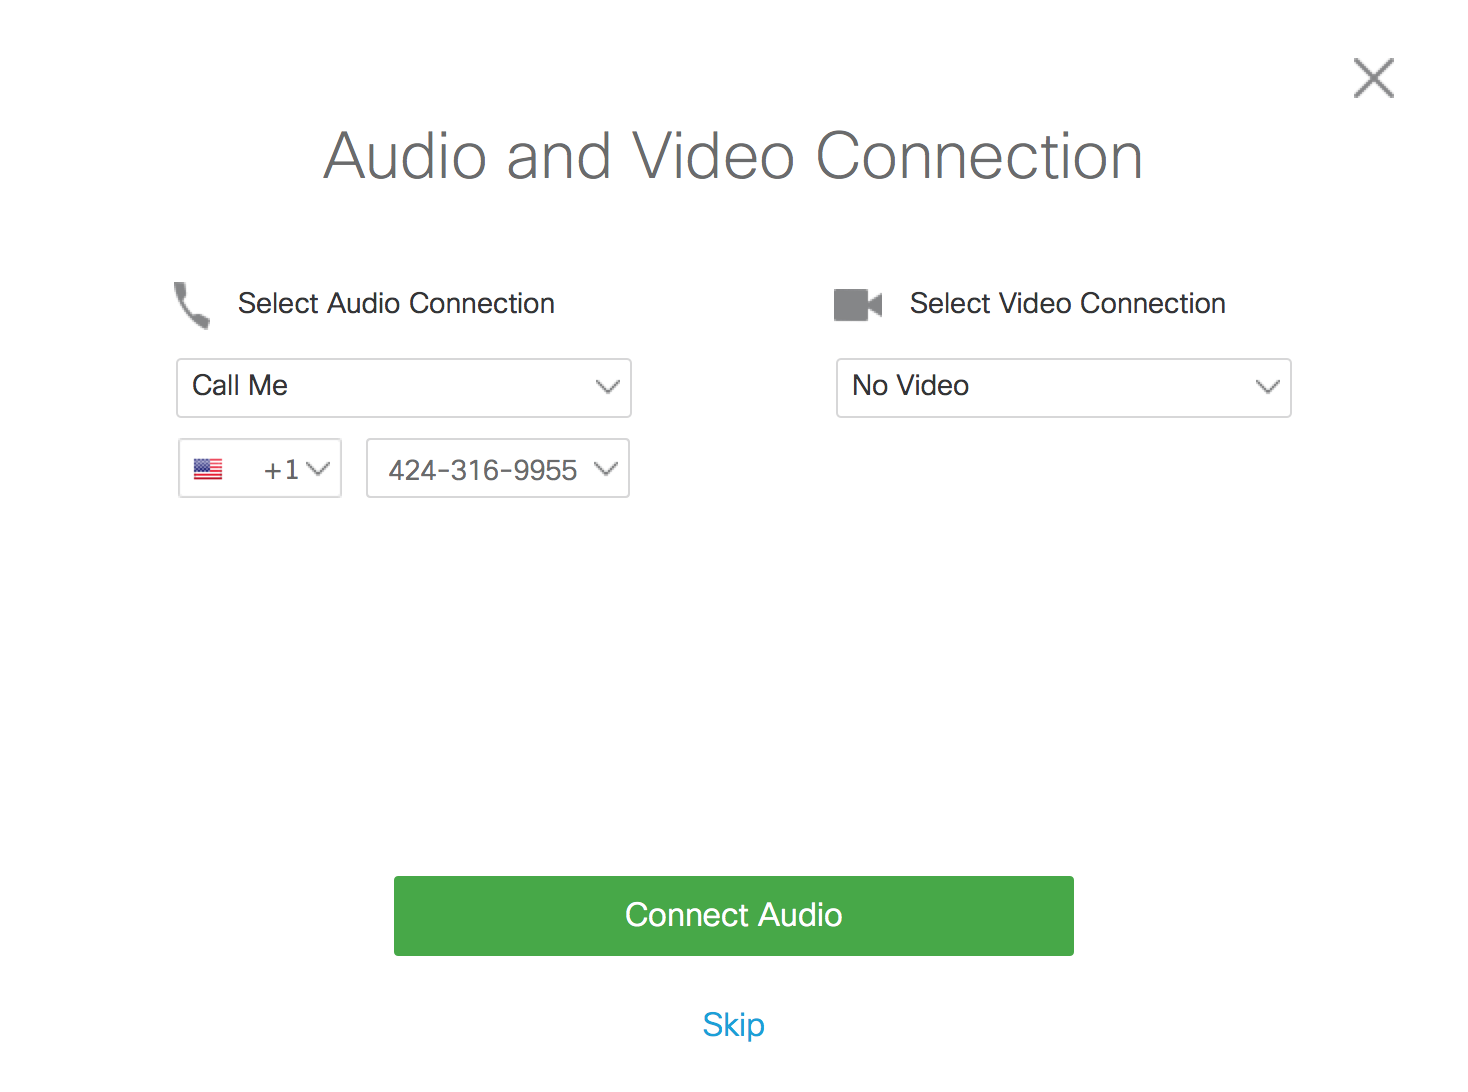 Audio and Video Connection
Select Audio Connection
Select Video Connection
Call Me
No Video
+1
424-316-9955
Connect Audio
Skip